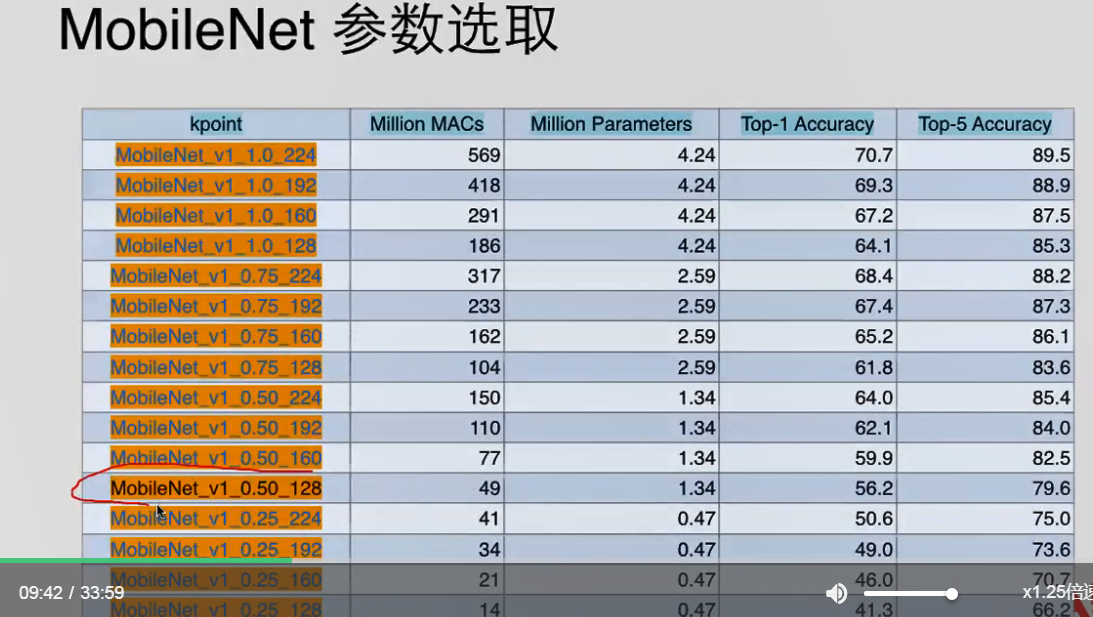 MobileNet 参数选取
kpoint Million MACs Million Parameters Top-1 Accuracy Top-5 Accuracy
MobileNet_v1_1.0_224 569 4.24 70.7 89.5
MobileNet_v1_1.0_192 418 4.24 69.3 88.9
MobileNet_v1_1.0_160 291 4.24 67.2 87.5
MobileNet_v1_1.0_128 186 4.24 64.1 85.3
MobileNet_v1_0.75_224 317 2.59 68.4 88.2
MobileNet_v1_0.75_192 233 2.59 67.4 87.3
MobileNet_v1_0.75_160 162 2.59 65.2 86.1
MobileNet_v1_0.75_128 104 2.59 61.8 83.6
MobileNet_v1_0.50_224 150 1.34 64.0 85.4
MobileNet_v1_0.50_192 110 1.34 62.1 84.0
MobileNet_v1_0.50_160 77 1.34 59.9 82.5
MobileNet_v1_0.50_128 49 1.34 56.2 79.6
MobileNet_v1_0.25_224 41 0.47 50.6 75.0
MobileNet_v1_0.25_192 34 0.47 49.0 73.6
MobileNet_v1_0.25_160 21 0.47 46.0 70.7
09:42 / 33:59 x1.25倍速
MobileNet_v1_0.25_128 14 0.47 41.3 66.2